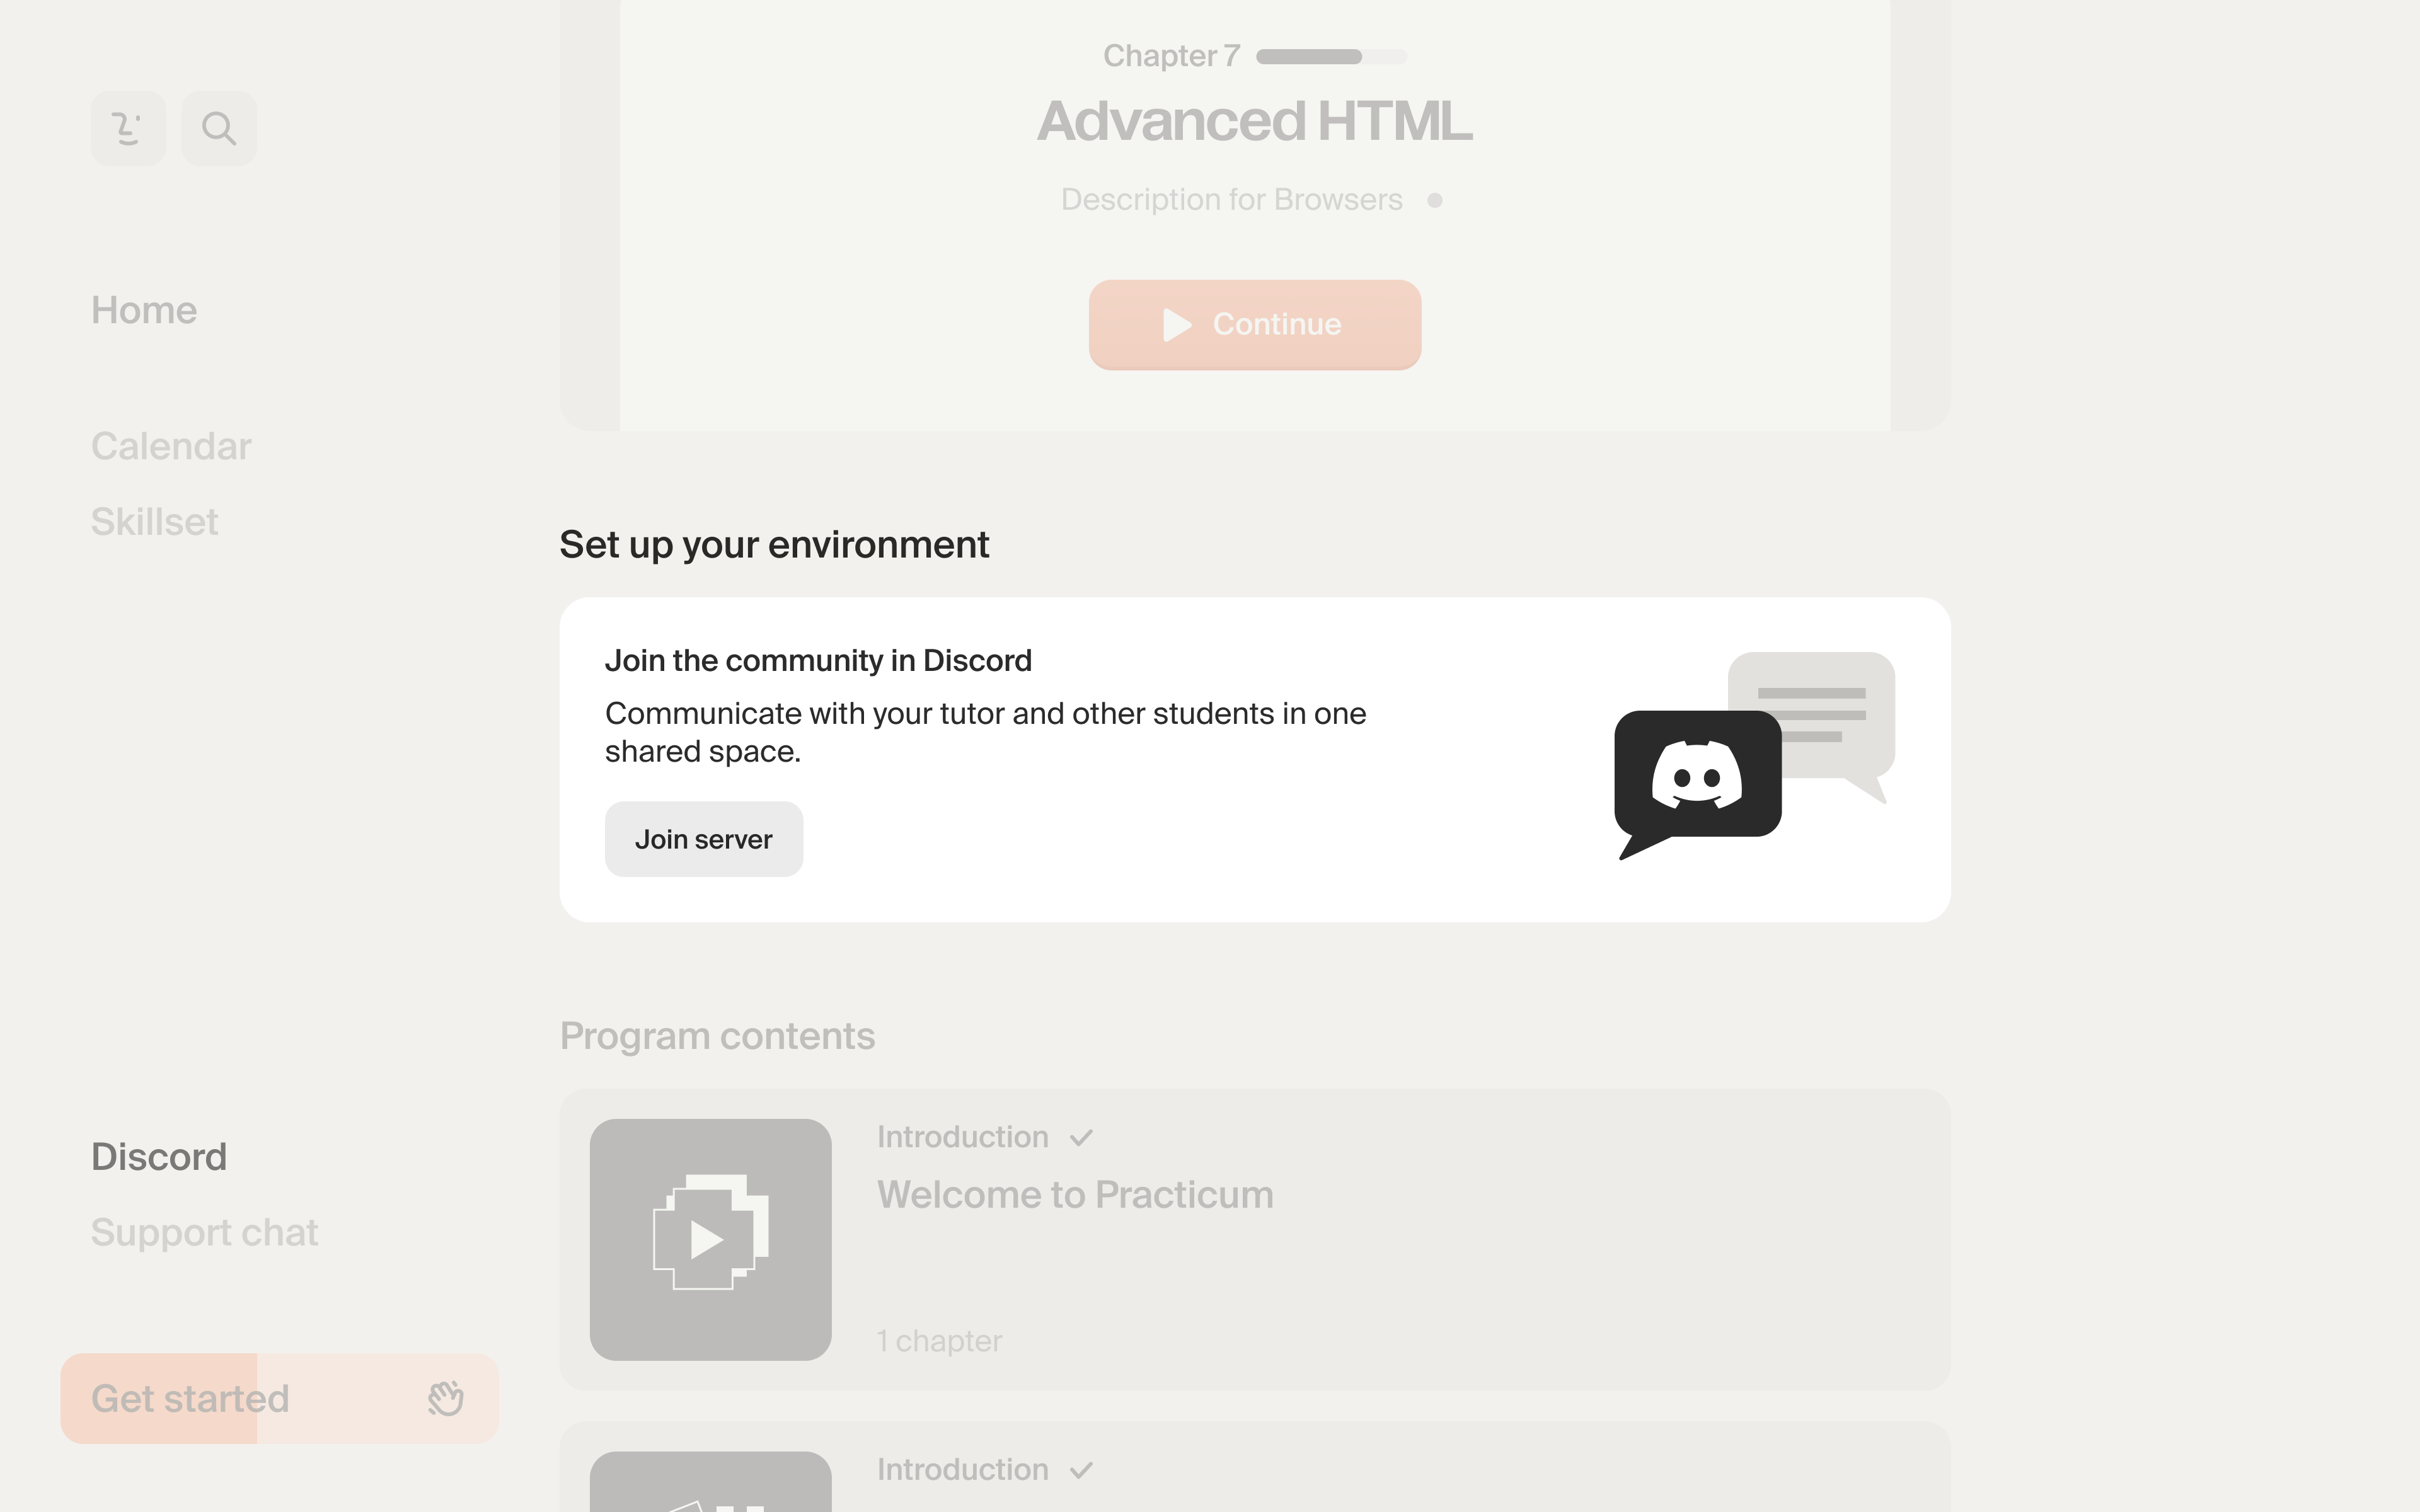 Chapter 7
Advanced HTML
Description for Browsers
Continue
Home
Calendar
Skillset
Set up your environment
Join the community in Discord
Communicate with your tutor and other students in one
shared space.
Join server
Program contents
Introduction
Welcome to Practicum
1 chapter
Introduction
Discord
Support chat
Get started